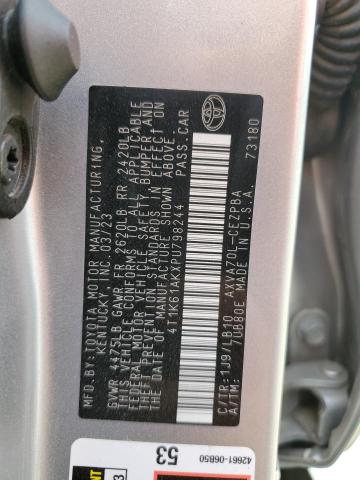 MFD.BY:TOYOTA MOTOR MANUFACTURING,
KENTUCKY, INC. 03/23
GVWR 4475LB GAWR FR 2620LB RR 2420LB
THIS VEHICLE CONFORMS TO ALL APPLICABLE
FEDERAL MOTOR VEHICLE SAFETY, BUMPER, AND
THEFT PREVENTION STANDARDS IN EFFECT ON
THE DATE OF MANUFACTURE SHOWN ABOVE.
4T1K61AKXPU798244 PASS.CAR
C/TR:1J9/LB10 AXVA70L-CEZPBA
A/TM: /UB80E MADE IN U.S.A.
73180
42661-06B50
53